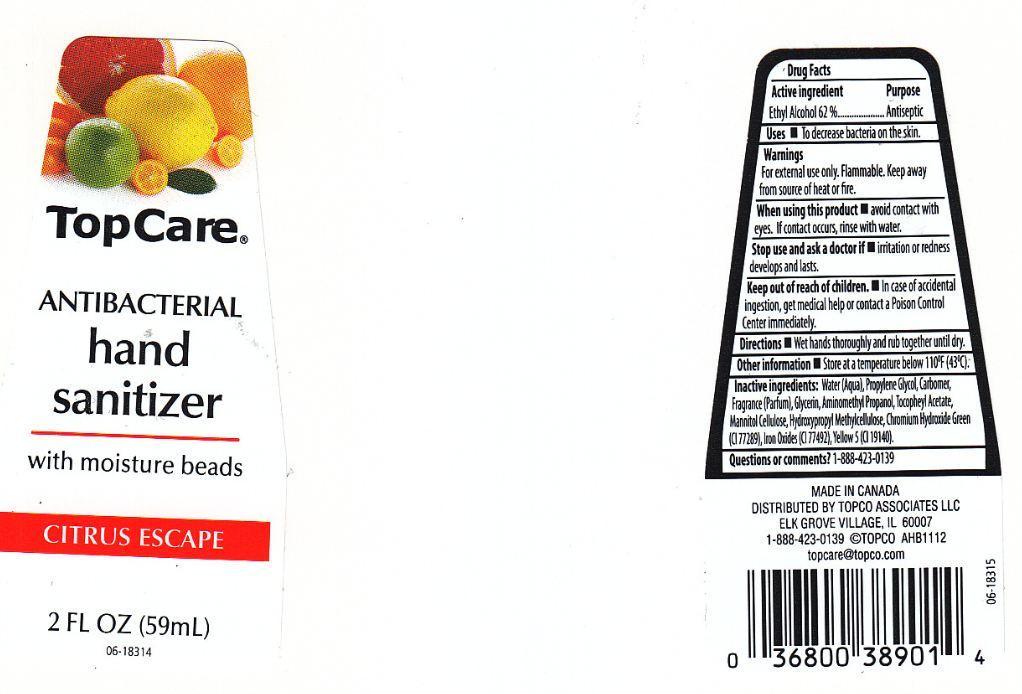 TopCare®
ANTIBACTERIAL
hand
sanitizer
with moisture beads
CITRUS ESCAPE
2 FL OZ (59mL)
06-18314
Drug Facts
Active ingredient Purpose
Ethyl Alcohol 62 %...................... Antiseptic
Uses ■ To decrease bacteria on the skin.
Warnings
For external use only. Flammable. Keep away
from source of heat or fire.
When using this product ■ avoid contact with
eyes. If contact occurs, rinse with water.
Stop use and ask a doctor if ■ irritation or redness
develops and lasts.
Keep out of reach of children. ■ In case of accidental
ingestion, get medical help or contact a Poison Control
Center immediately.
Directions ■ Wet hands thoroughly and rub together until dry.
Other information ■ Store at a temperature below 110°F (43°C).
Inactive ingredients: Water (Aqua), Propylene Glycol, Carbomer,
Fragrance (Parfum), Glycerin, Aminomethyl Propanol, Tocopheyl Acetate,
Mannitol Cellulose, Hydroxypropyl Methylcellulose, Chromium Hydroxide Green
(CI 77289), Iron Oxides (CI 77492), Yellow 5 (CI 19140).
Questions or comments? 1-888-423-0139
MADE IN CANADA
DISTRIBUTED BY TOPCO ASSOCIATES LLC
ELK GROVE VILLAGE, IL 60007
1-888-423-0139 ©TOPCO AHB1112
topcare@topco.com
06-18315
0 36800 38901 4